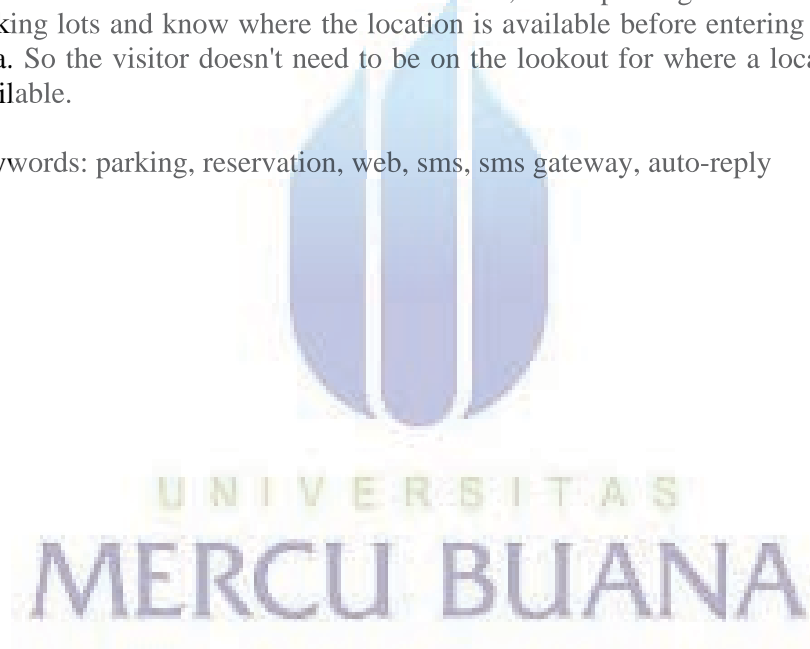 king lots and know where the location is available before entering
a. So the visitor doesn't need to be on the lookout for where a loca
ilable.
ywords: parking, reservation, web, sms, sms gateway, auto-reply
UNIVERSITAS
MERCU BUANA